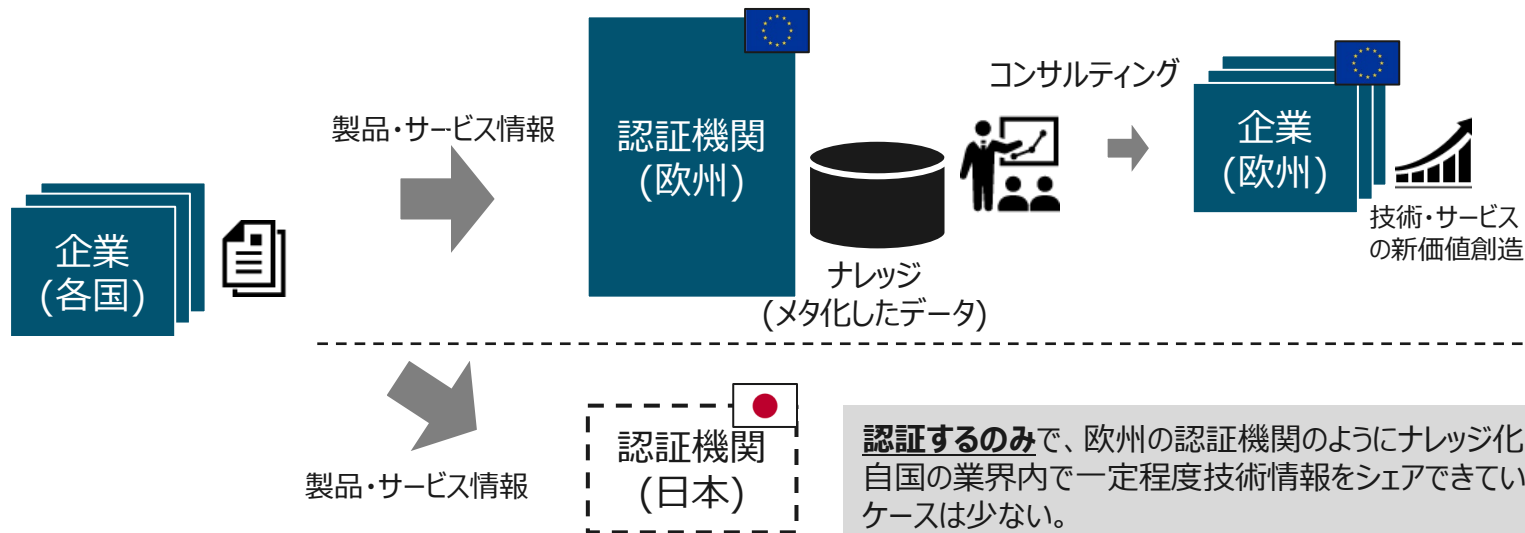 コンサルティング
製品・サービス情報
認証機関
(欧州)
企業
(欧州)
技術・サービス
の新価値創造
企業
(各国)
ナレッジ
(メタ化したデータ)
認証機関
(日本)
製品・サービス情報
認証するのみで、欧州の認証機関のようにナレッジ化
自国の業界内で一定程度技術情報をシェアできてい
ケースは少ない。